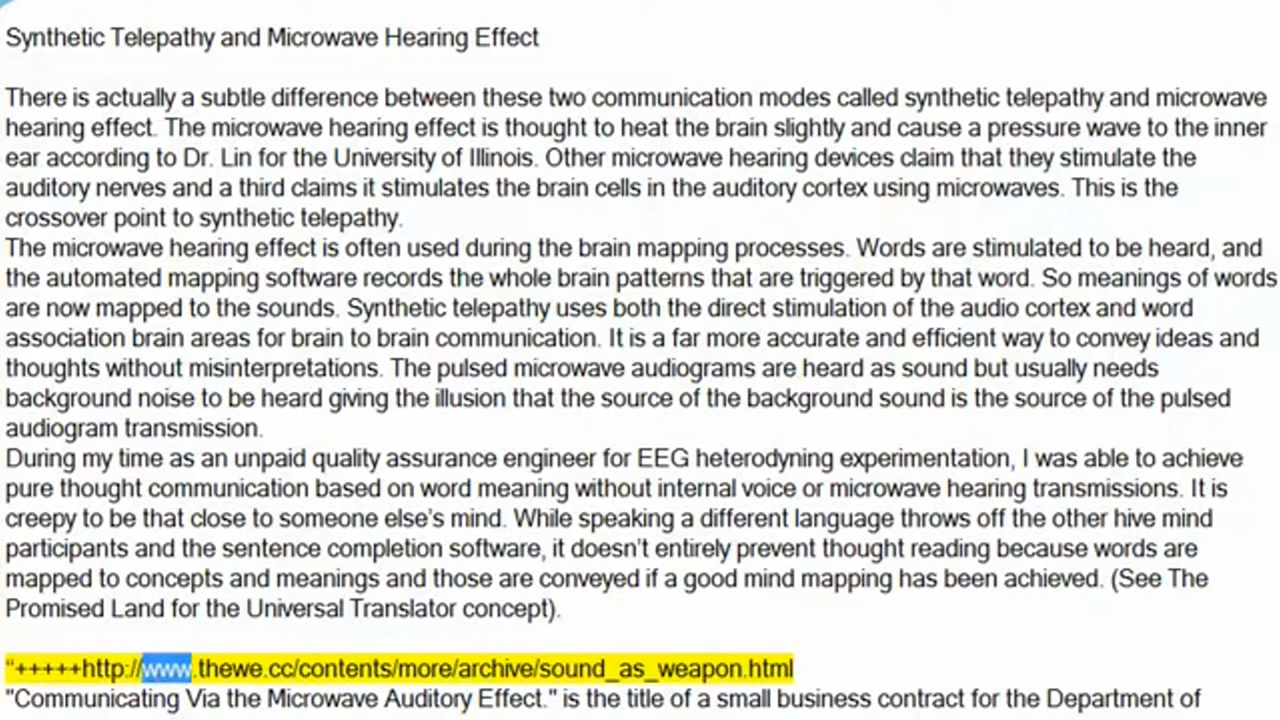 Synthetic Telepathy and Microwave Hearing Effect
There is actually a subtle difference between these two communication modes called synthetic telepathy and microwave
hearing effect. The microwave hearing effect is thought to heat the brain slightly and cause a pressure wave to the inner
ear according to Dr. Lin for the University of Illinois. Other microwave hearing devices claim that they stimulate the
auditory nerves and a third claims it stimulates the brain cells in the auditory cortex using microwaves. This is the
crossover point to synthetic telepathy.
The microwave hearing effect is often used during the brain mapping processes. Words are stimulated to be heard, and
the automated mapping software records the whole brain patterns that are triggered by that word. So meanings of words
are now mapped to the sounds. Synthetic telepathy uses both the direct stimulation of the audio cortex and word
association brain areas for brain to brain communication. It is a far more accurate and efficient way to convey ideas and
thoughts without misinterpretations. The pulsed microwave audiograms are heard as sound but usually needs
background noise to be heard giving the illusion that the source of the background sound is the source of the pulsed
audiogram transmission.
During my time as an unpaid quality assurance engineer for EEG heterodyning experimentation, I was able to achieve
pure thought communication based on word meaning without internal voice or microwave hearing transmissions. It is
creepy to be that close to someone else's mind. While speaking a different language throws off the other hive mind
participants and the sentence completion software, it doesn't entirely prevent thought reading because words are
mapped to concepts and meanings and those are conveyed if a good mind mapping has been achieved. (See The
Promised Land for the Universal Translator concept).
“+++++http://www.thewe.cc/contents/more/archive/sound_as_weapon.html
"Communicating Via the Microwave Auditory Effect." is the title of a small business contract for the Department of